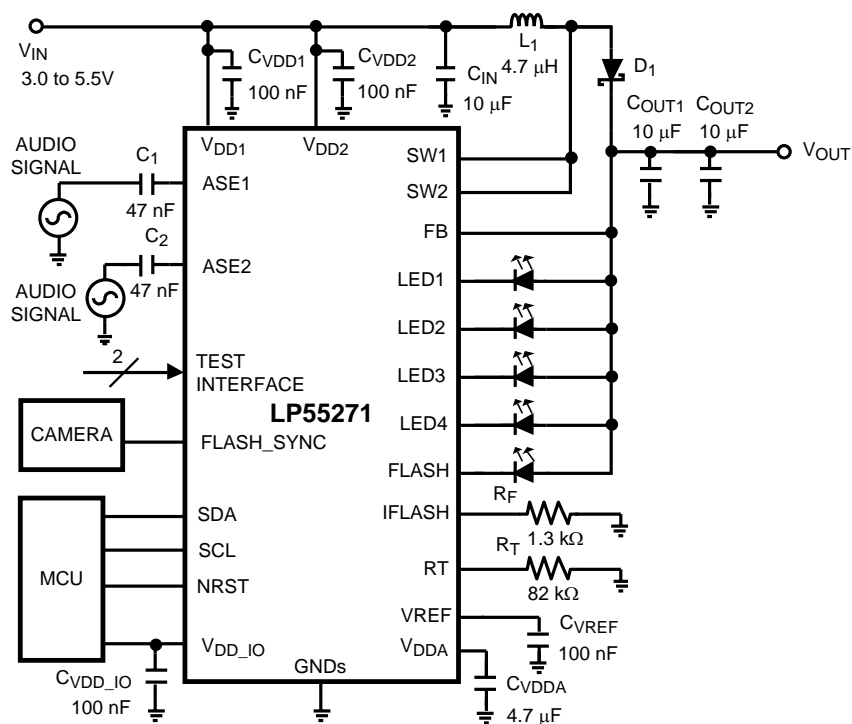 VIN
3.0 to 5.5V
CVDD1
100 nF
CVDD2
100 nF
CIN
10 μF
L1
4.7 μH
D1
COUT1
10 μF
COUT2
10 μF
VOUT
AUDIO
SIGNAL
C1
47 nF
C2
47 nF
AUDIO
SIGNAL
2
CAMERA
MCU
CVDD_IO
100 nF
VDD1
VDD2
ASE1
ASE2
TEST
INTERFACE
LP55271
FLASH_SYNC
SDA
SCL
NRST
VDD_IO
GNDs
SW1
SW2
FB
LED1
LED2
LED3
LED4
FLASH
IFLASH
RT
VREF
VDDA
RF
1.3 kΩ
RT
82 kΩ
CVREF
100 nF
CVDDA
4.7 μF